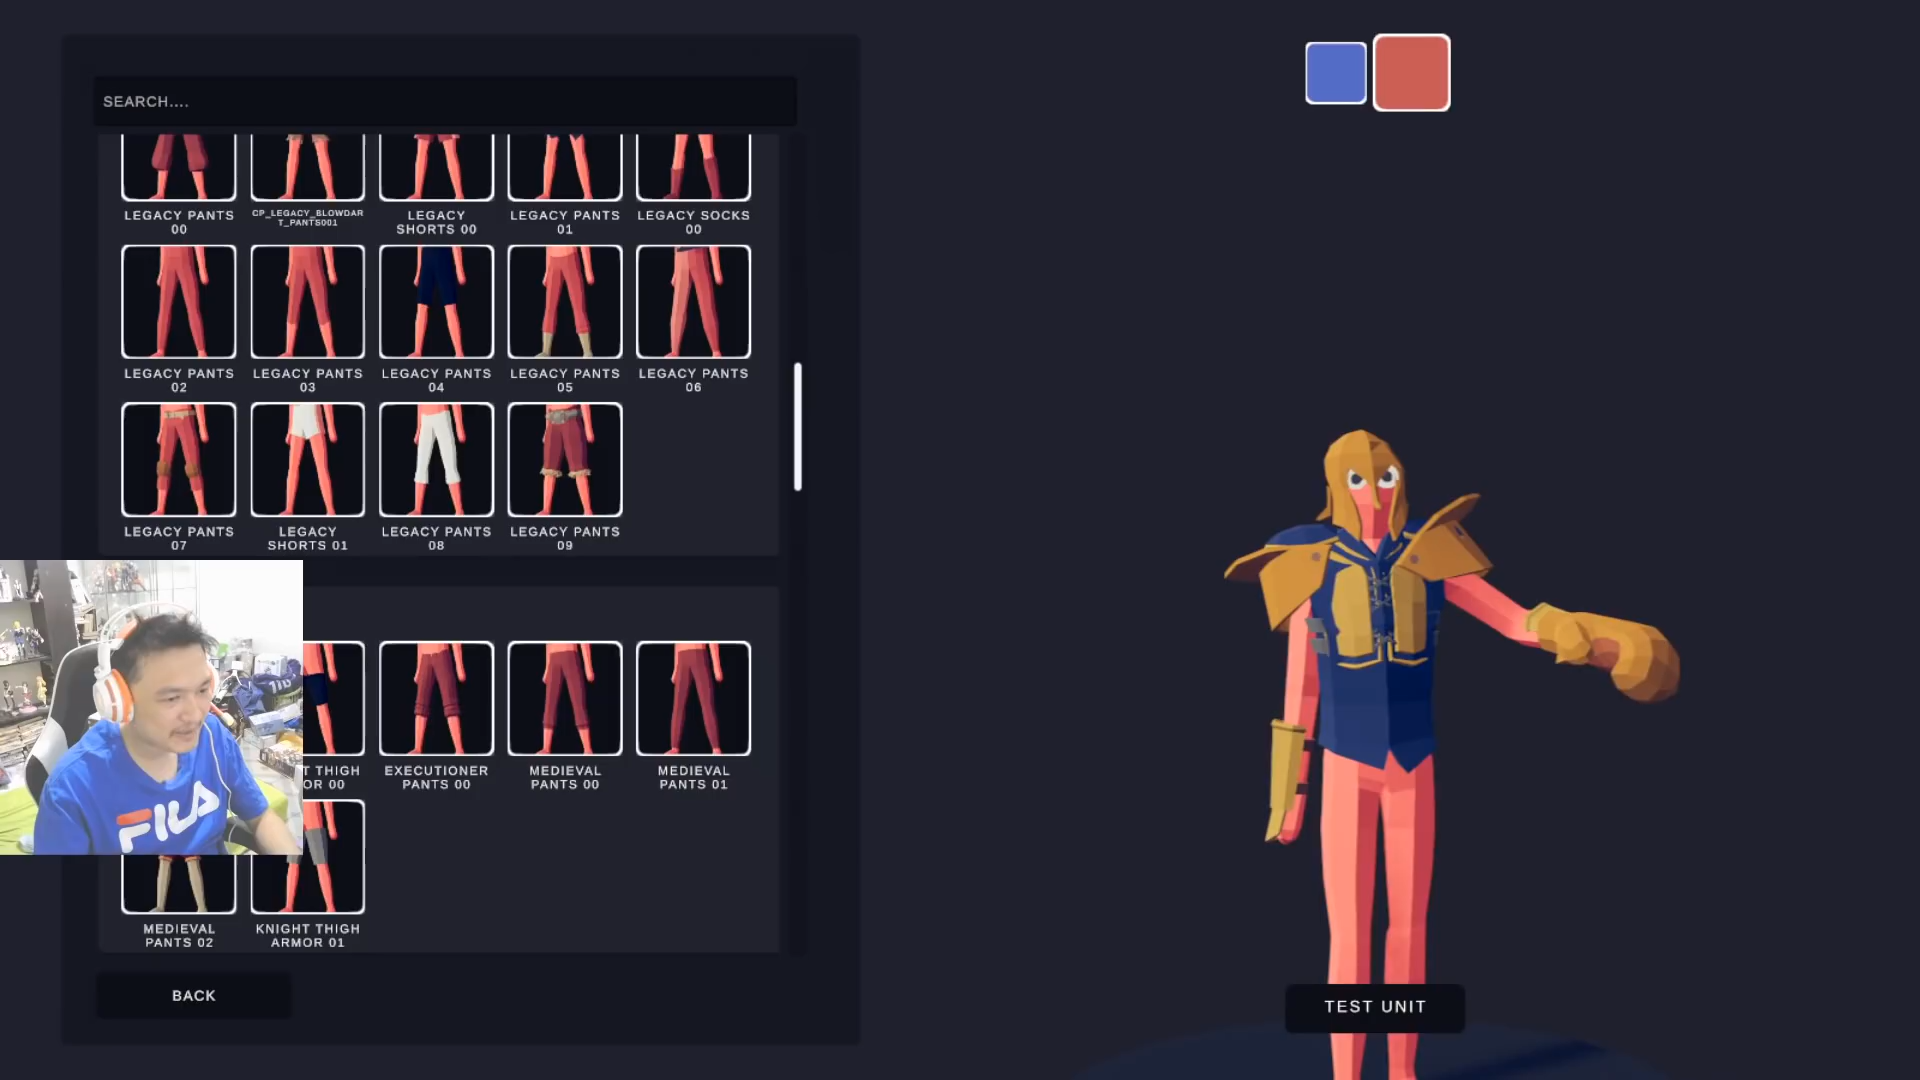 SEARCH....
LEGACY PANTS
00
CP_LEGACY_BLOWDAR
T_PANTS001
LEGACY
SHORTS 00
LEGACY PANTS
01
LEGACY SOCKS
00
LEGACY PANTS
02
LEGACY PANTS
03
LEGACY PANTS
04
LEGACY PANTS
05
LEGACY PANTS
06
LEGACY PANTS
07
LEGACY
SHORTS 01
LEGACY PANTS
08
LEGACY PANTS
09
T THIGH
OR 00
EXECUTIONER
PANTS 00
MEDIEVAL
PANTS 00
MEDIEVAL
PANTS 01
FILA
MEDIEVAL
PANTS 02
KNIGHT THIGH
ARMOR 01
BACK
TEST UNIT